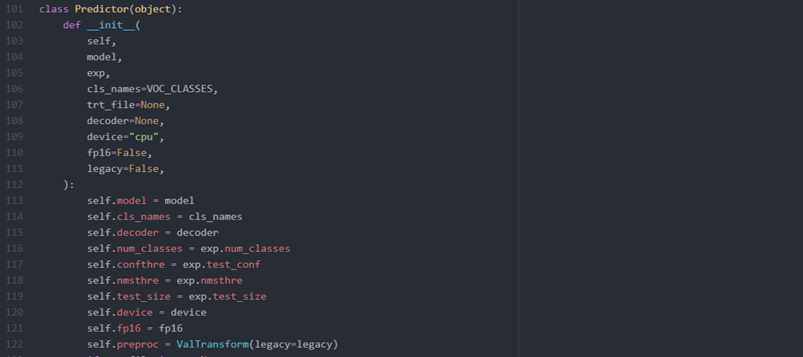 101 class Predictor(object):
102     def __init__(
103         self,
104         model,
105         exp,
106         cls_names=VOC_CLASSES,
107         trt_file=None,
108         decoder=None,
109         device="cpu",
110         fp16=False,
111         legacy=False,
112     ):
113         self.model = model
114         self.cls_names = cls_names
115         self.decoder = decoder
116         self.num_classes = exp.num_classes
117         self.confthre = exp.test_conf
118         self.nmsthre = exp.nmsthre
119         self.test_size = exp.test_size
120         self.device = device
121         self.fp16 = fp16
122         self.preproc = ValTransform(legacy=legacy)